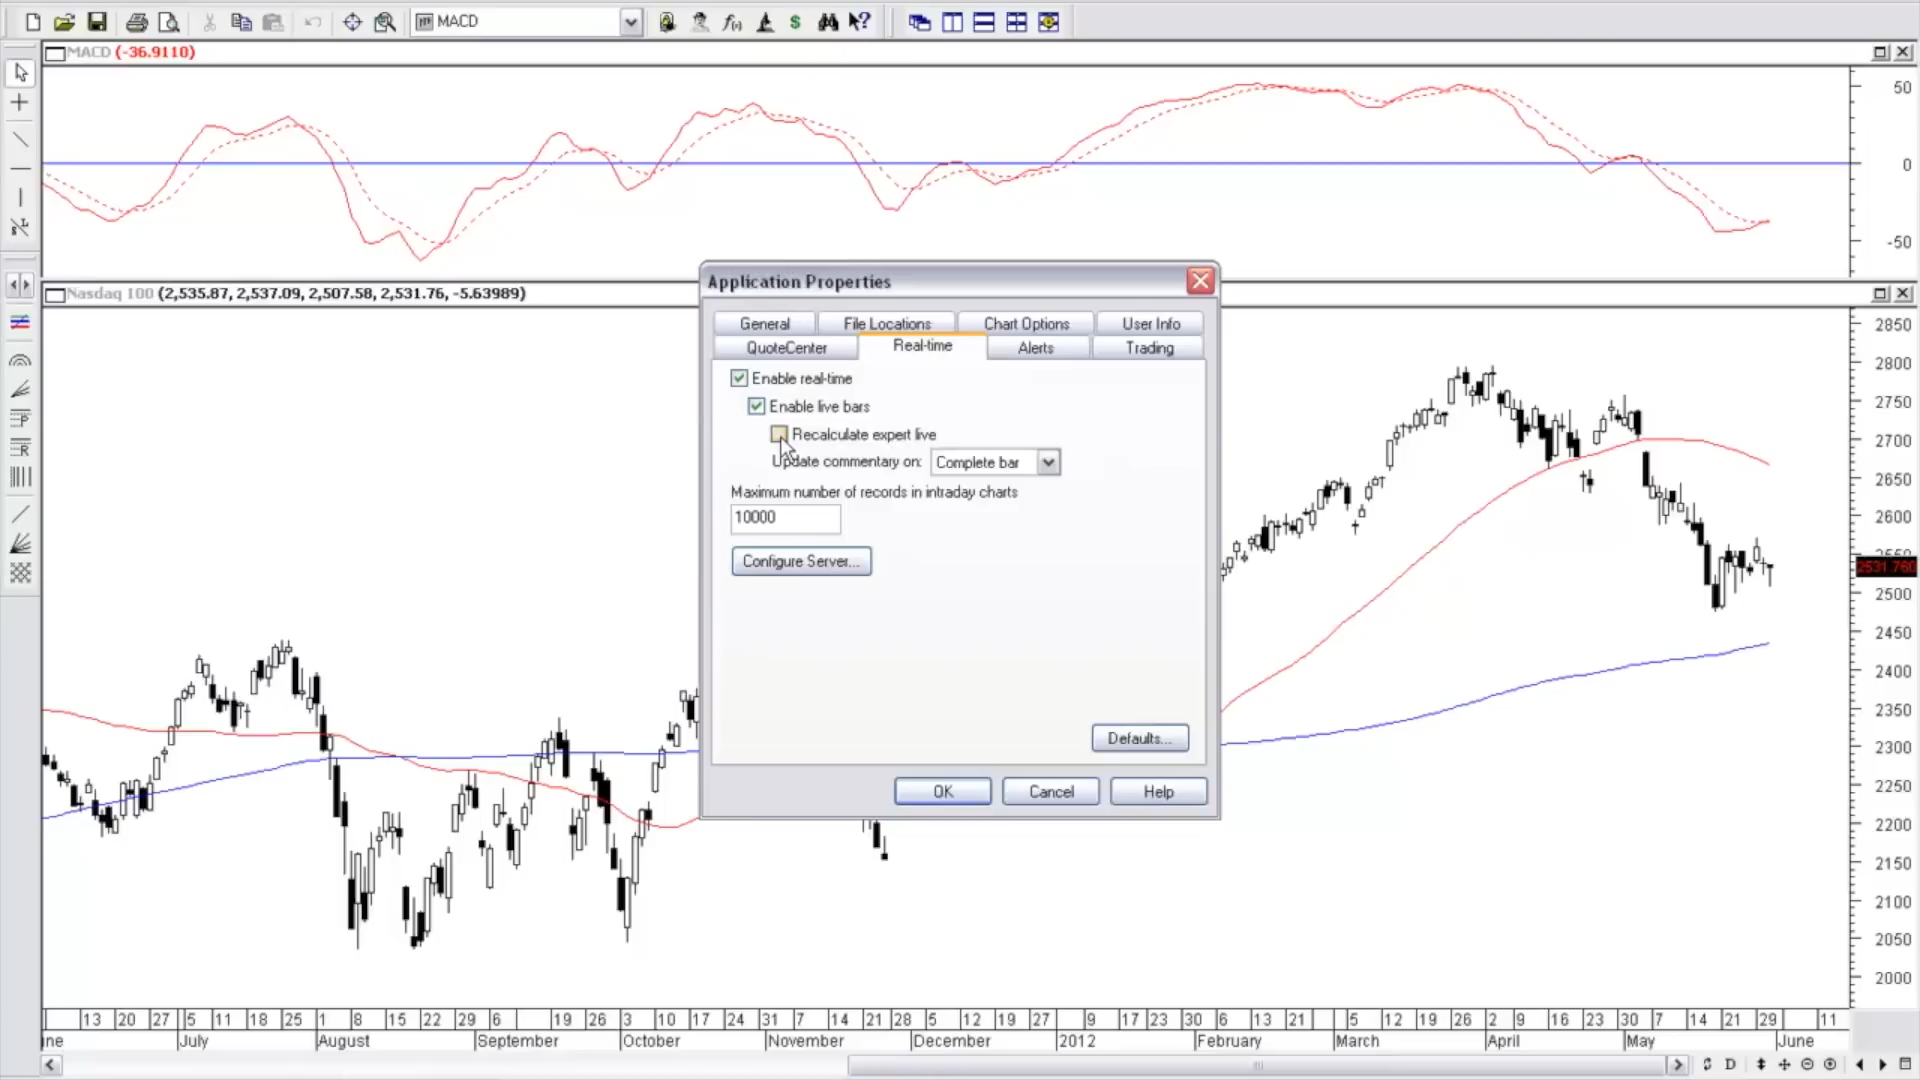 MACD
MACD (-36.9110)
50
0
-50
Nasdaq 100 (2,535.87, 2,537.09, 2,507.58, 2,531.76, -5.63989)
Application Properties
General File Locations Chart Options User Info
QuoteCenter Real-time Alerts Trading
Enable real-time
Enable live bars
Recalculate expert live
Update commentary on: Complete bar
Maximum number of records in intraday charts
10000
Configure Server...
Defaults...
OK Cancel Help
2850
2800
2750
2700
2650
2600
2550
2531.760
2500
2450
2400
2350
2300
2250
2200
2150
2100
2050
2000
13 20 27 5 11 18 25 1 8 15 22 29 6 19 26 3 10 17 24 31 7 14 21 28 5 12 19 27 9 17 23 30 6 13 21 5 12 19 26 2 9 16 23 30 7 14 21 29 11
ine July August September October November December 2012 February March April May June
D